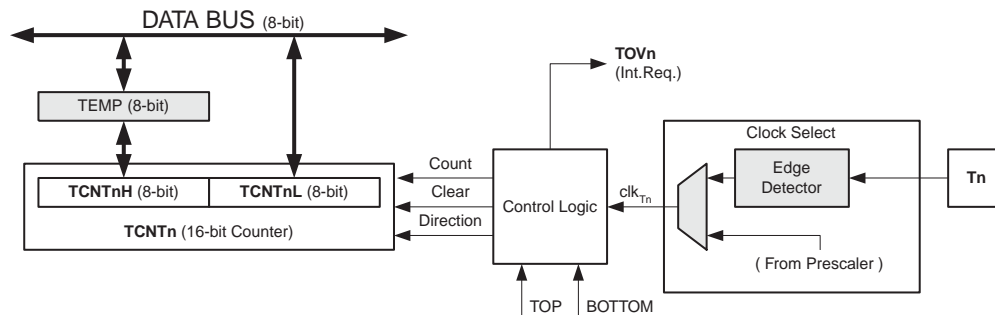 DATA BUS (8-bit)
TOVn
(Int.Req.)
TEMP (8-bit)
Clock Select
Count
Edge
Detector
TCNTnH (8-bit)
TCNTnL (8-bit)
Clear
Control Logic
clkTn
Tn
TCNTn (16-bit Counter)
Direction
( From Prescaler )
TOP
BOTTOM